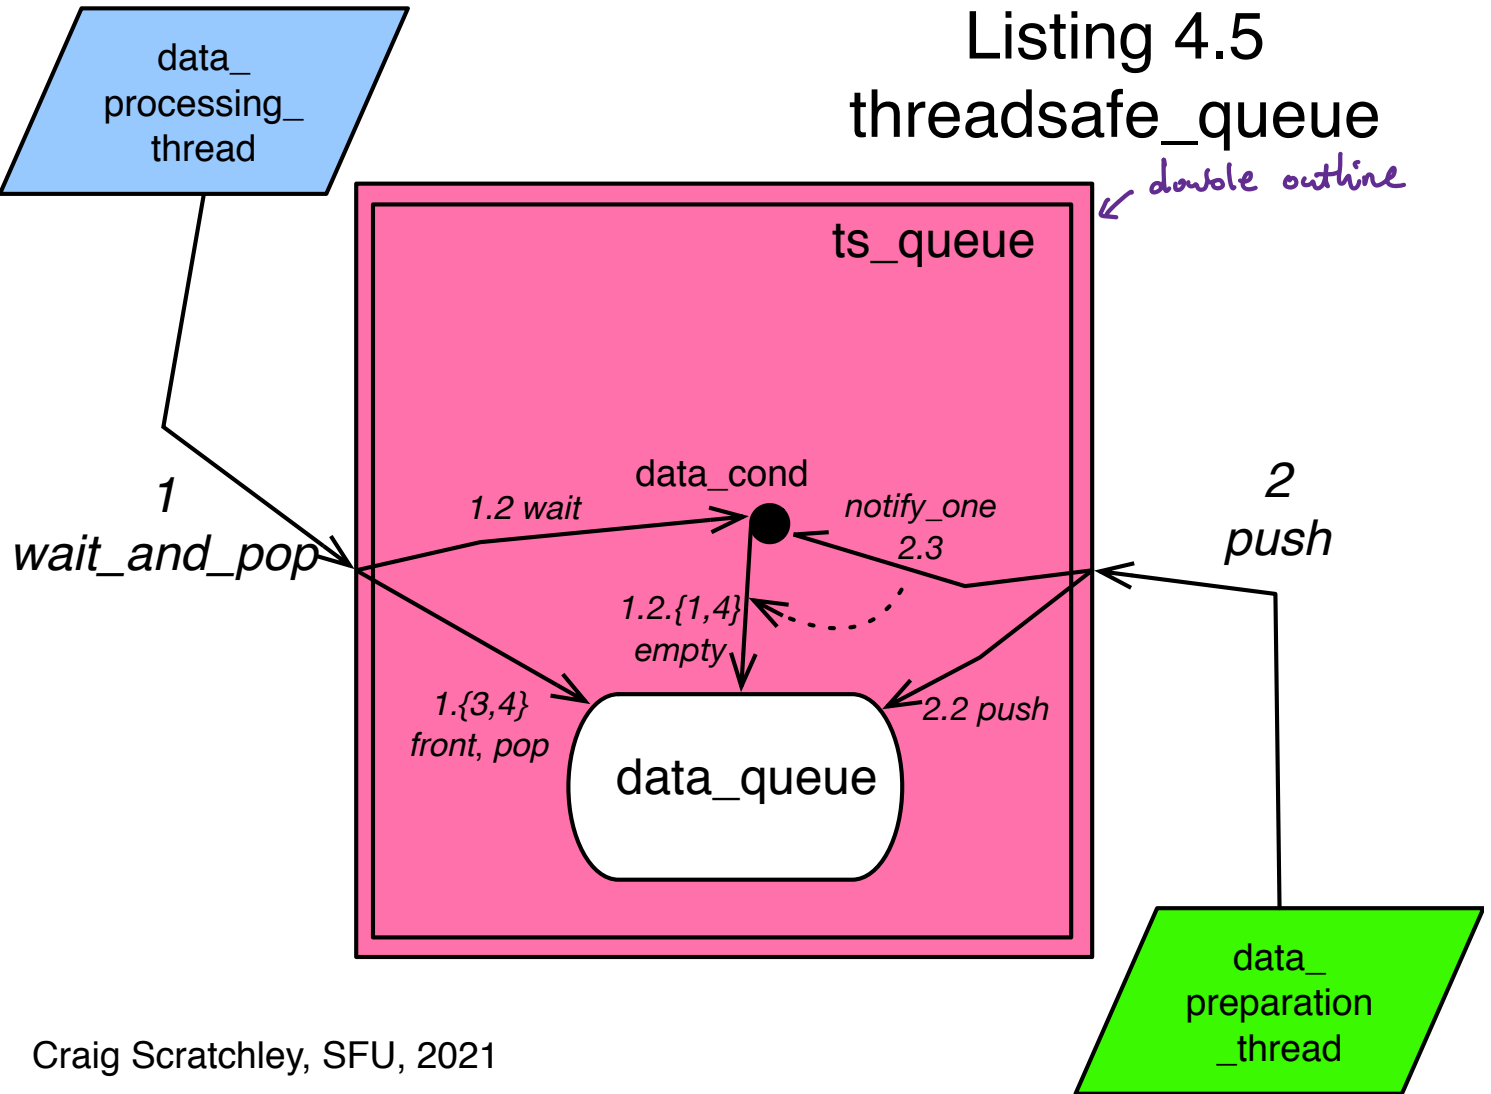 Listing 4.5
threadsafe_queue
double outline
data_
processing_
thread
ts_queue
data_cond
1
wait_and_pop
1.2 wait
notify_one
2.3
2
push
1.2.{1,4}
empty
1.{3,4}
front, pop
2.2 push
data_queue
data_
preparation
_thread
Craig Scratchley, SFU, 2021